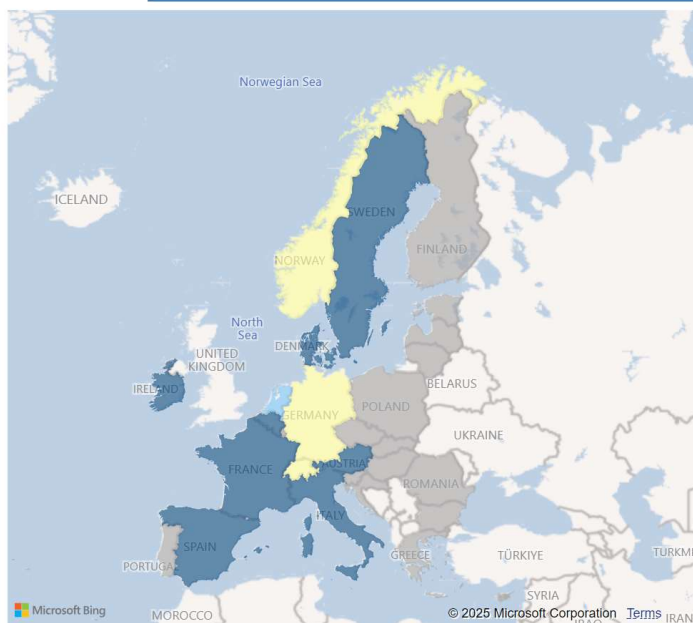 Norwegian Sea
ICELAND
SWEDEN
FINLAND
NORWAY
North
Sea
DENMARK
UNITED
KINGDOM
IRELAND
BELARUS
GERMANY
POLAND
UKRAINE
FRANCE
AUSTRIA
ROMANIA
ITALY
SPAIN
PORTUGA
GREECE
TÜRKIYE
TURKM
SYRIA
MOROCCO
IRAQ
IRAN
Microsoft Bing
© 2025 Microsoft Corporation Terms